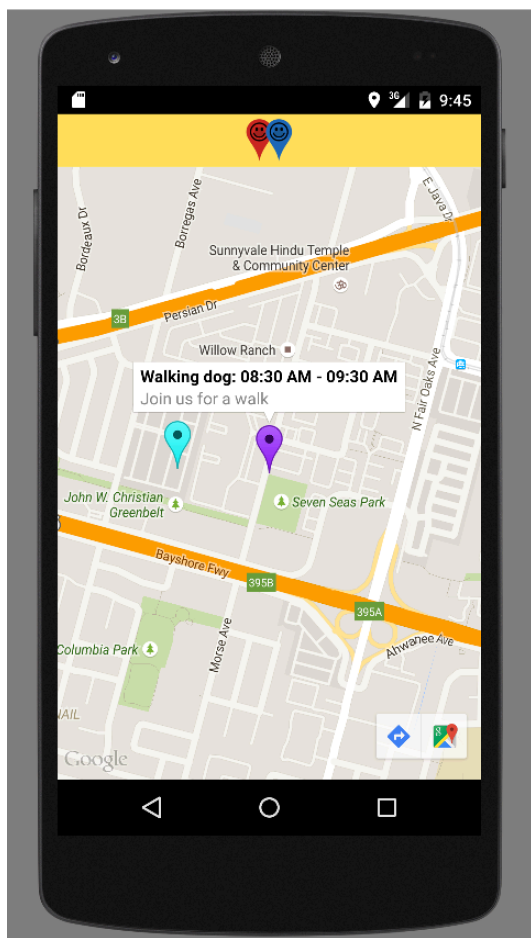 3G 9:45
E Java Dr
Bordeaux Dr
Borregas Ave
Sunnyvale Hindu Temple
& Community Center
3B
Persian Dr
Willow Ranch
N Fair Oaks Ave
Walking dog: 08:30 AM - 09:30 AM
Join us for a walk
John W. Christian
Greenbelt
Seven Seas Park
Bayshore Fwy
395B
395A
Morse Ave
Ahwanee Ave
Columbia Park
NAIL
Google